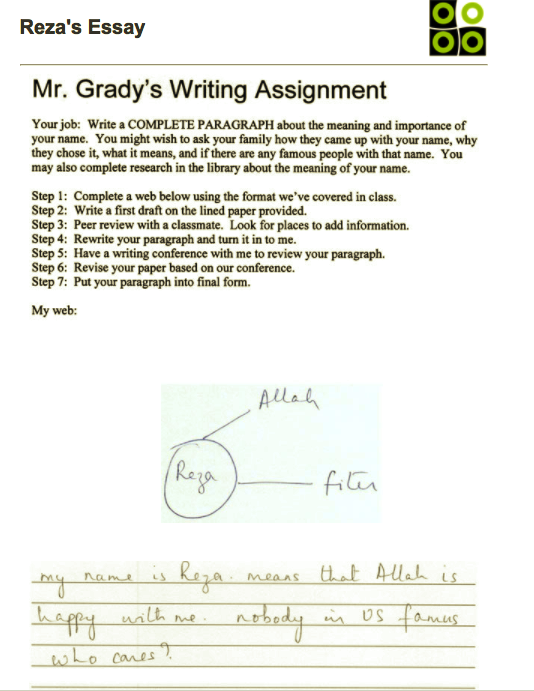 Reza's Essay
Mr. Grady's Writing Assignment
Your job: Write a COMPLETE PARAGRAPH about the meaning and importance of
your name. You might wish to ask your family how they came up with your name, why
they chose it, what it means, and if there are any famous people with that name. You
may also complete research in the library about the meaning of your name.
Step 1: Complete a web below using the format we've covered in class.
Step 2: Write a first draft on the lined paper provided.
Step 3: Peer review with a classmate. Look for places to add information.
Step 4: Rewrite your paragraph and turn it in to me.
Step 5: Have a writing conference with me to review your paragraph.
Step 6: Revise your paper based on our conference.
Step 7: Put your paragraph into final form.
My web:
Allah
Reza
fiter
my name is Reza. means that Allah is
happy with me. nobody in US famus
who cares?